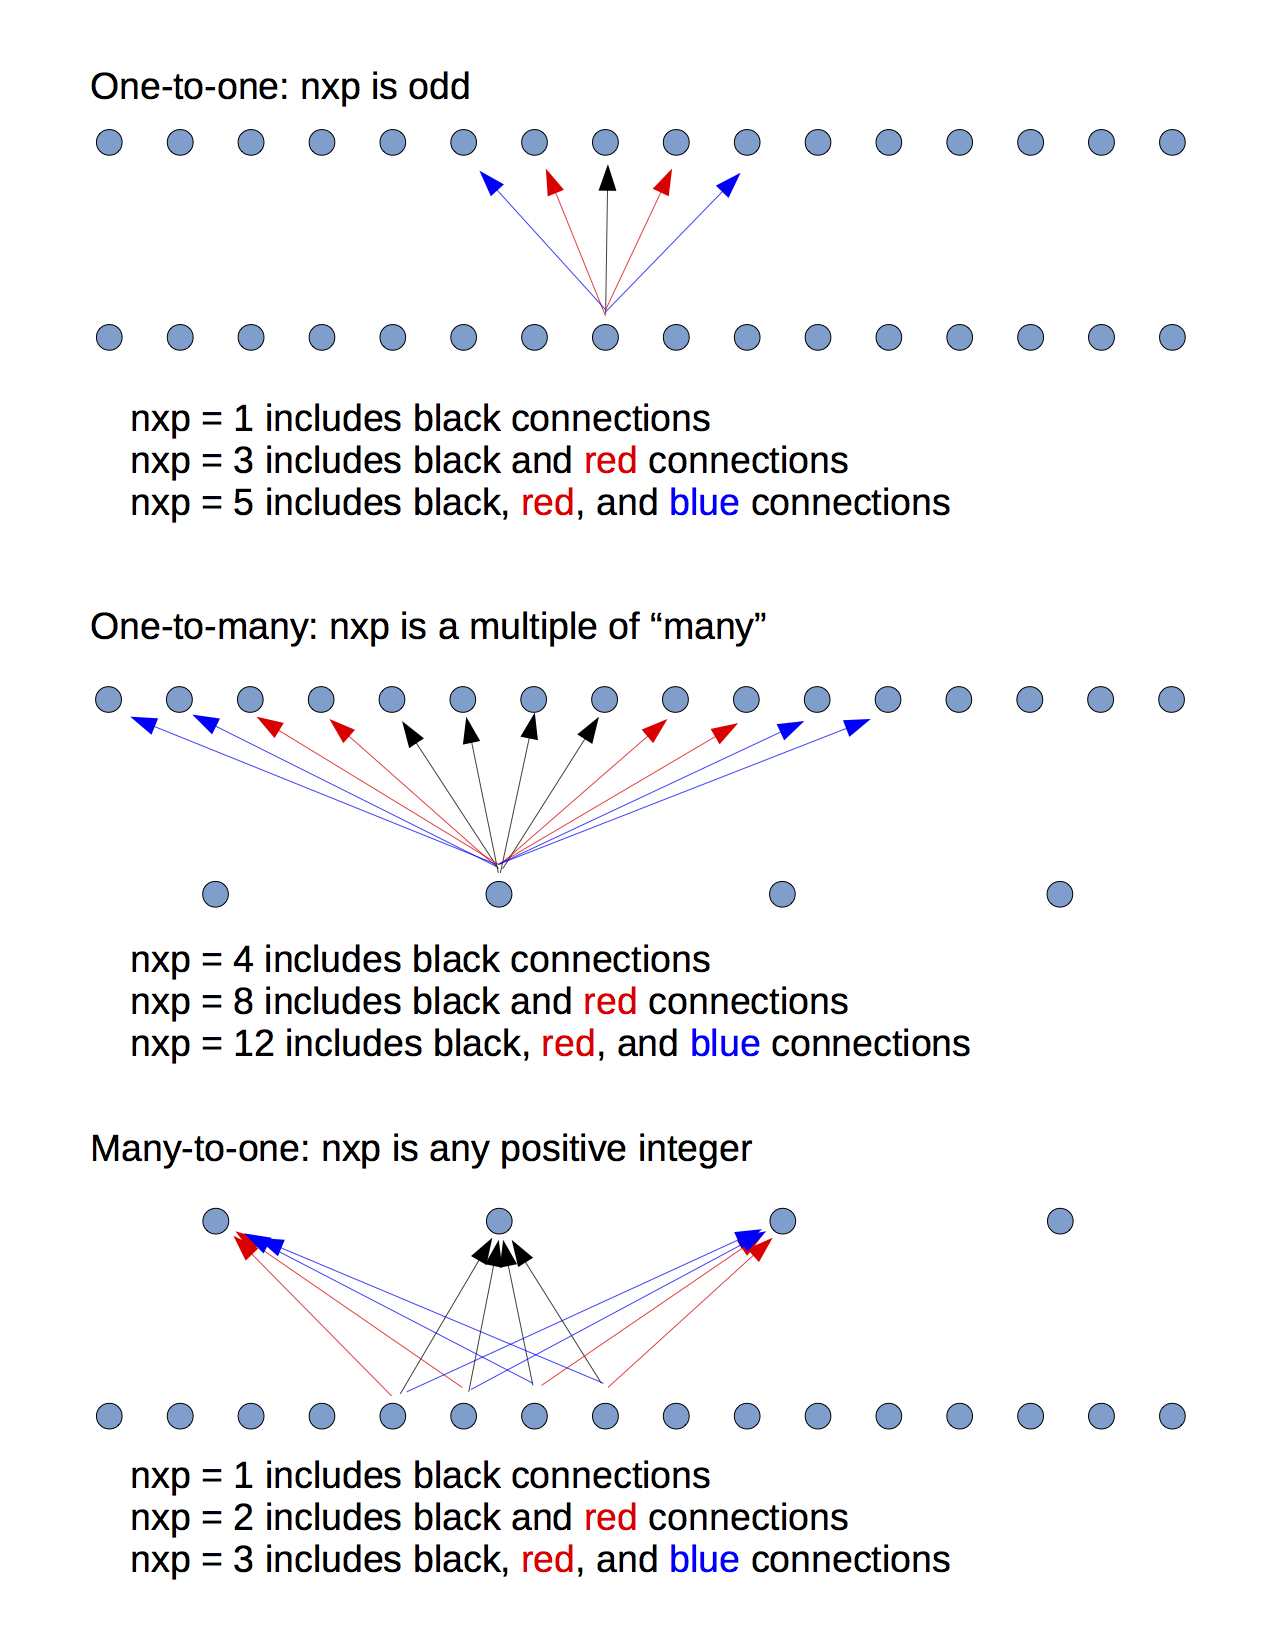 One-to-one: nxp is odd
nxp = 1 includes black connections
nxp = 3 includes black and red connections
nxp = 5 includes black, red, and blue connections
One-to-many: nxp is a multiple of “many”
nxp = 4 includes black connections
nxp = 8 includes black and red connections
nxp = 12 includes black, red, and blue connections
Many-to-one: nxp is any positive integer
nxp = 1 includes black connections
nxp = 2 includes black and red connections
nxp = 3 includes black, red, and blue connections